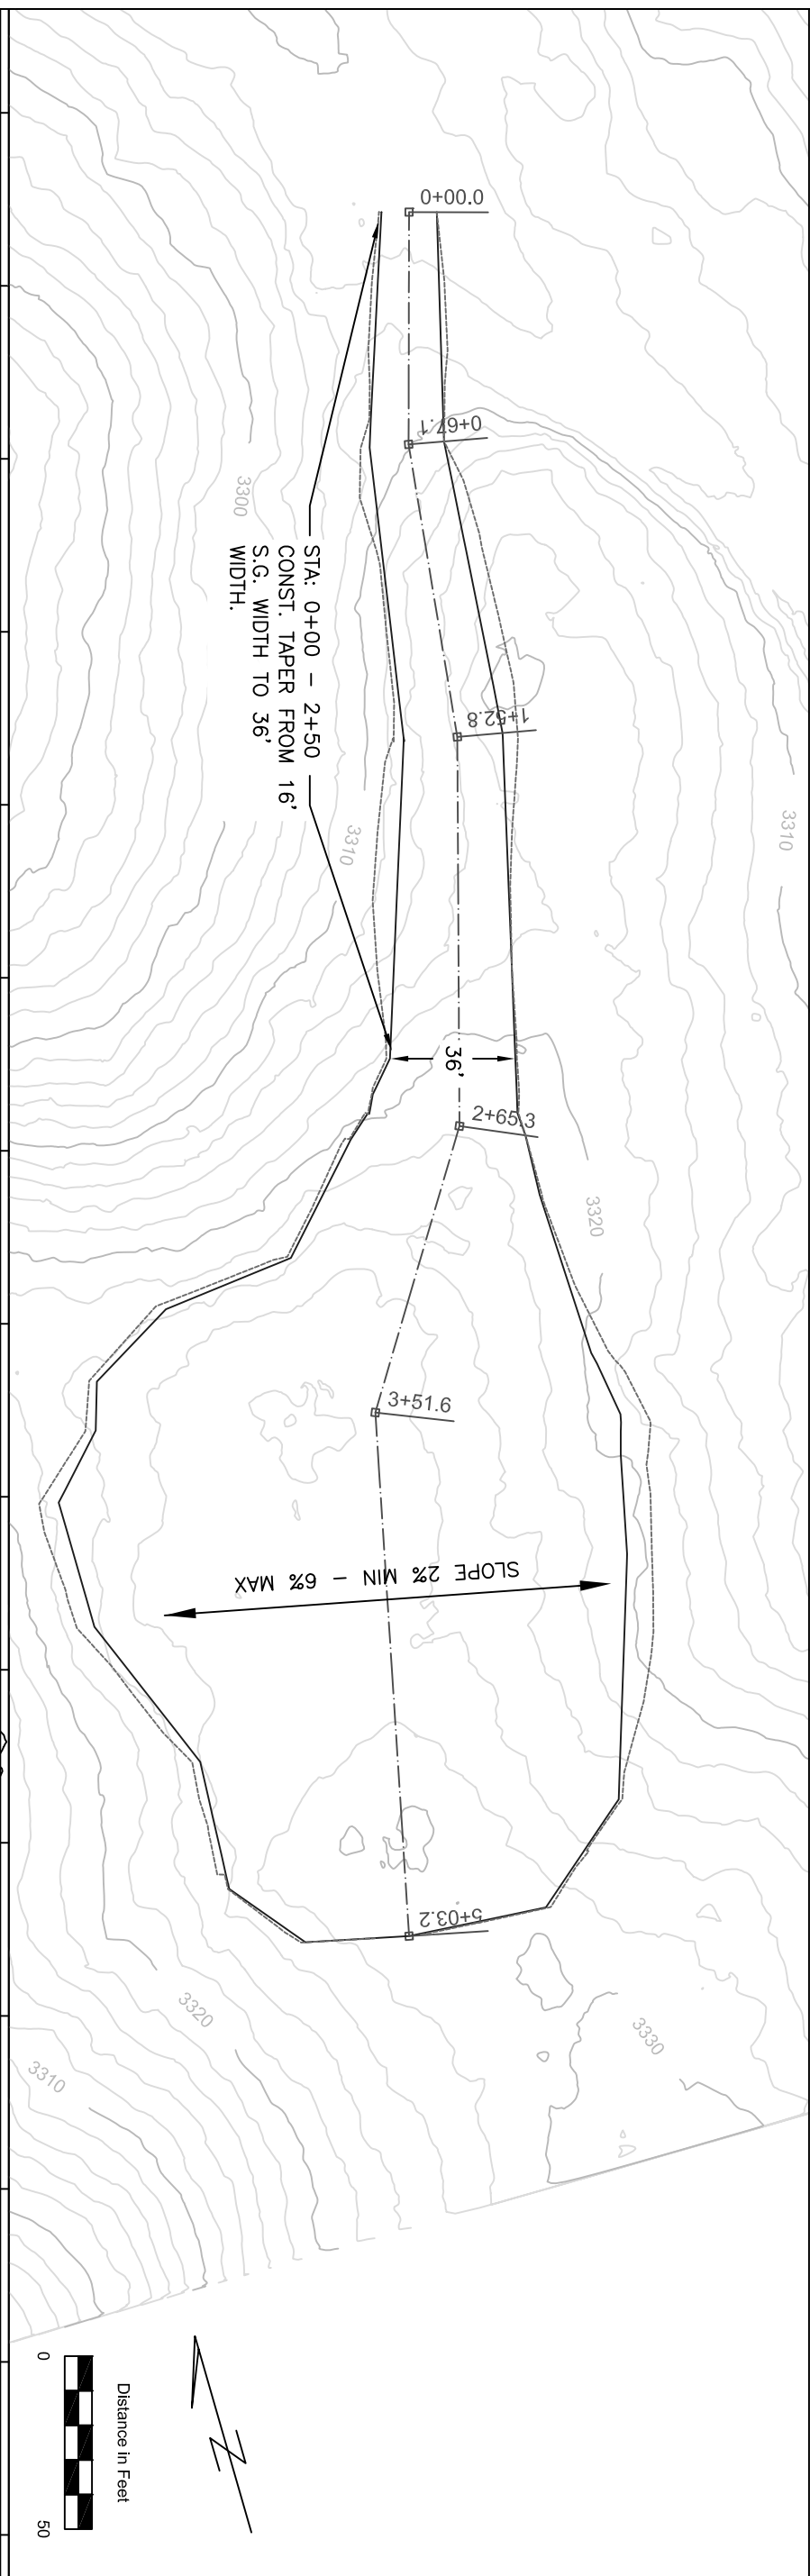 0+00.0
0+67.1
3300
STA: 0+00 - 2+50
CONST. TAPER FROM 16'
S.G. WIDTH TO 36'
WIDTH.
1+52.8
3310
3310
36'
2+65.3
3320
3+51.6
SLOPE 2% MIN - 6% MAX
5+03.2
3320
3330
3310
Distance in Feet
0
50